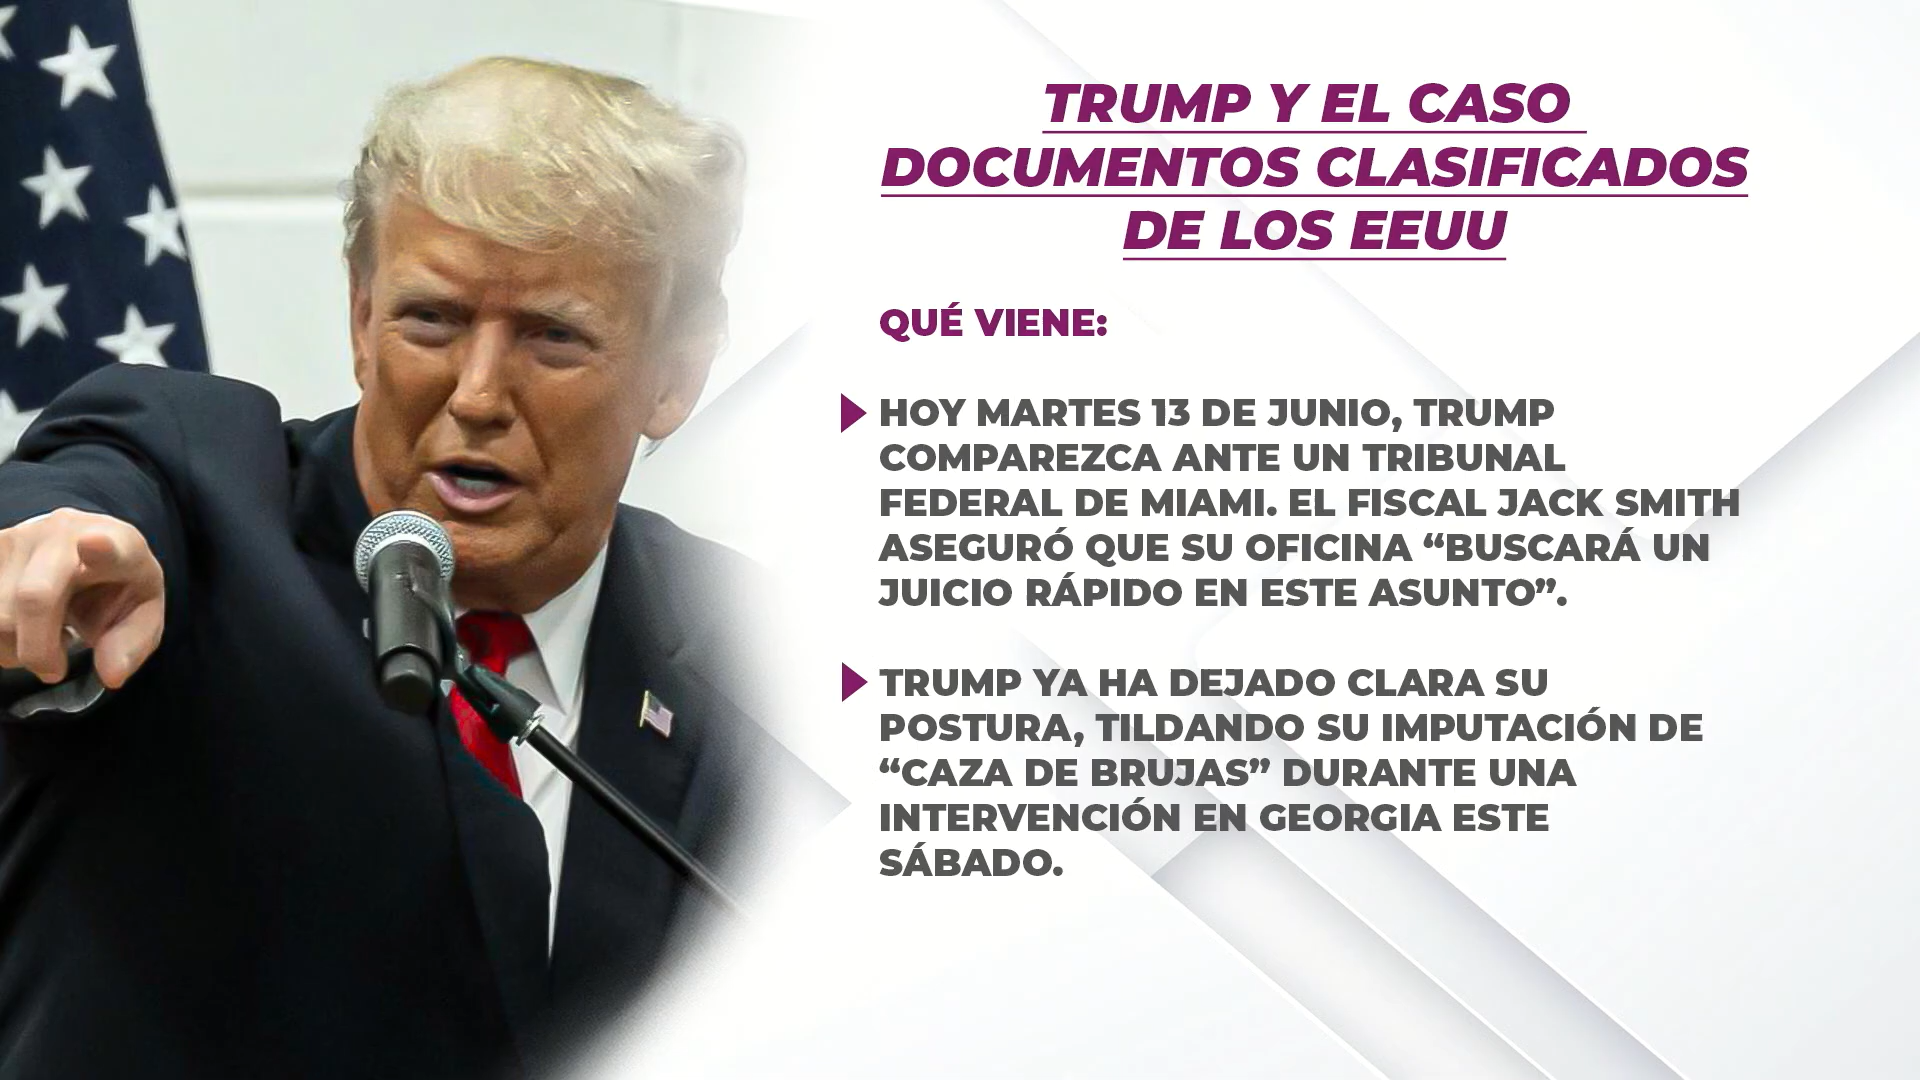 TRUMP Y EL CASO
DOCUMENTOS CLASIFICADOS
DE LOS EEUU
QUÉ VIENE:
HOY MARTES 13 DE JUNIO, TRUMP
COMPAREZCA ANTE UN TRIBUNAL
FEDERAL DE MIAMI. EL FISCAL JACK SMITH
ASEGURÓ QUE SU OFICINA “BUSCARÁ UN
JUICIO RÁPIDO EN ESTE ASUNTO”.
TRUMP YA HA DEJADO CLARA SU
POSTURA, TILDANDO SU IMPUTACIÓN DE
“CAZA DE BRUJAS” DURANTE UNA
INTERVENCIÓN EN GEORGIA ESTE
SÁBADO.